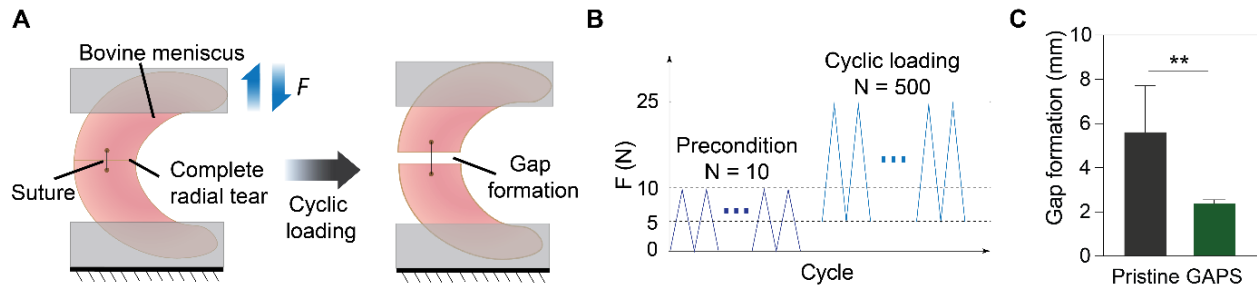 A
Bovine meniscus
F
Suture
Complete
radial tear
Cyclic
loading
Gap
formation
B
F (N)
25
10
5
0
Precondition
N = 10
Cyclic loading
N = 500
Cycle
C
Gap formation (mm)
10
8
6
4
2
0
**
Pristine GAPS